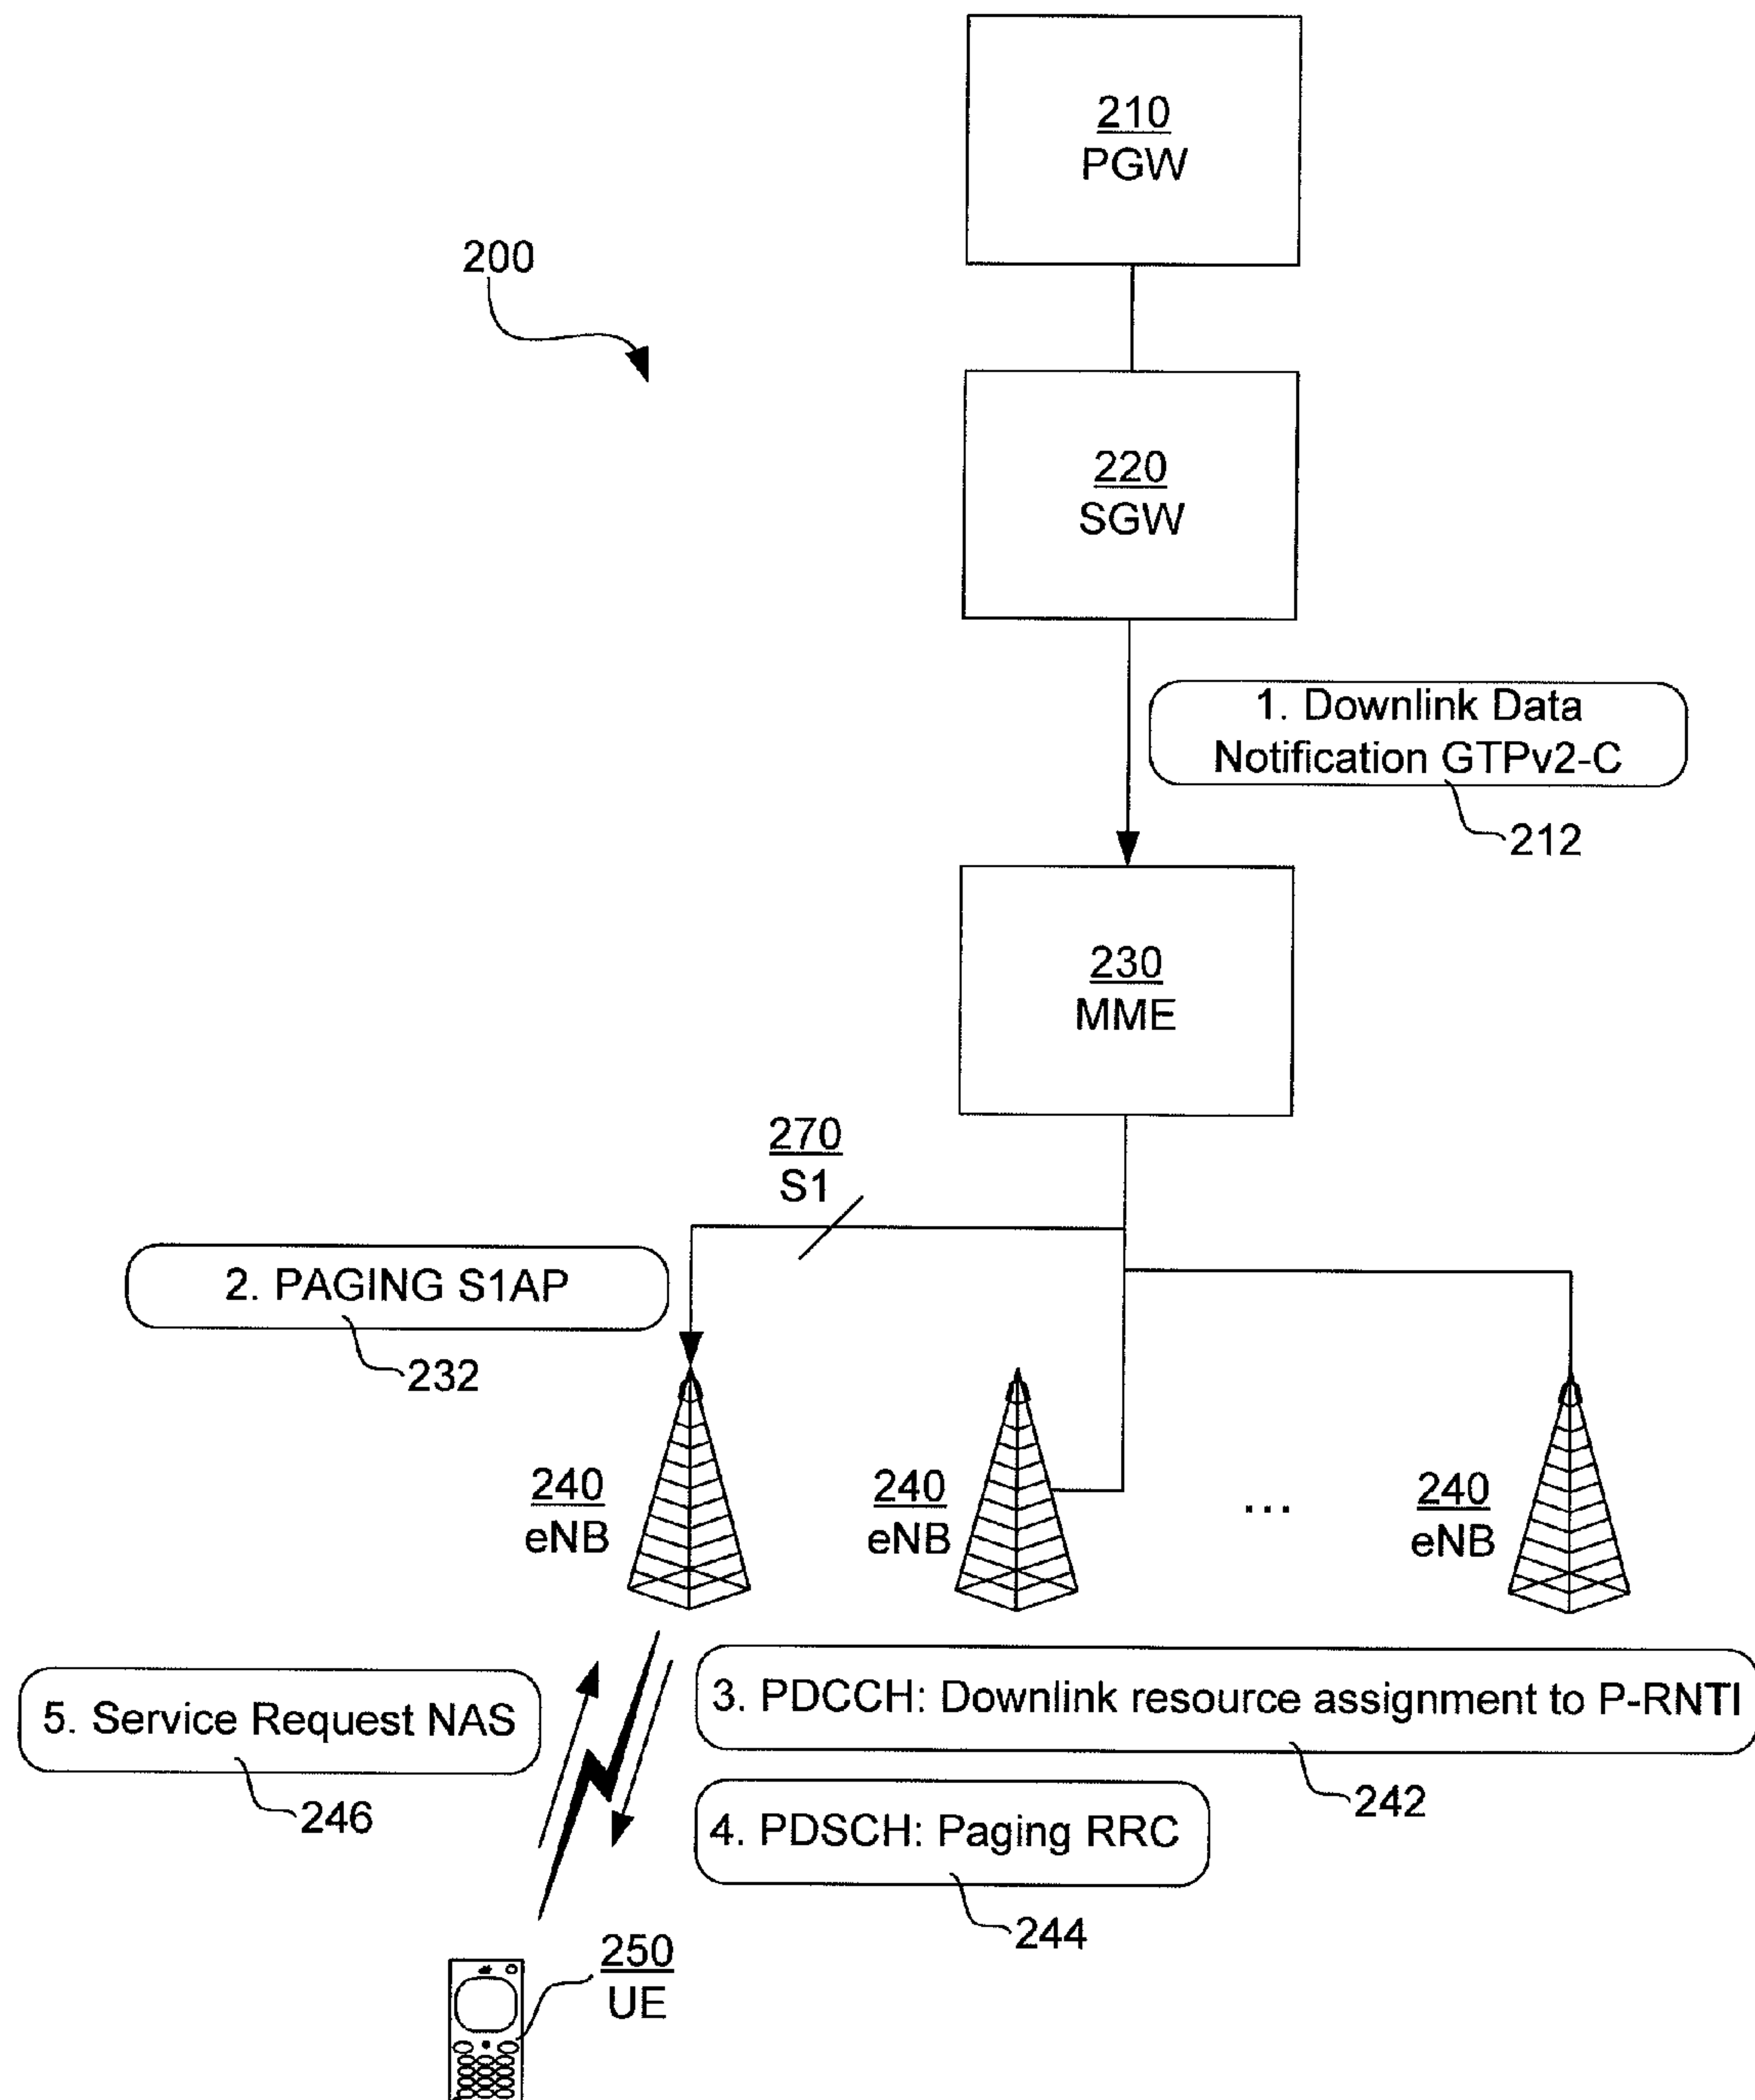 210
PGW
200
220
SGW
1. Downlink Data
Notification GTPv2-C
212
230
MME
270
S1
2. PAGING S1AP
232
240
eNB
240
eNB
...
240
eNB
5. Service Request NAS
246
3. PDCCH: Downlink resource assignment to P-RNTI
242
4. PDSCH: Paging RRC
244
250
UE